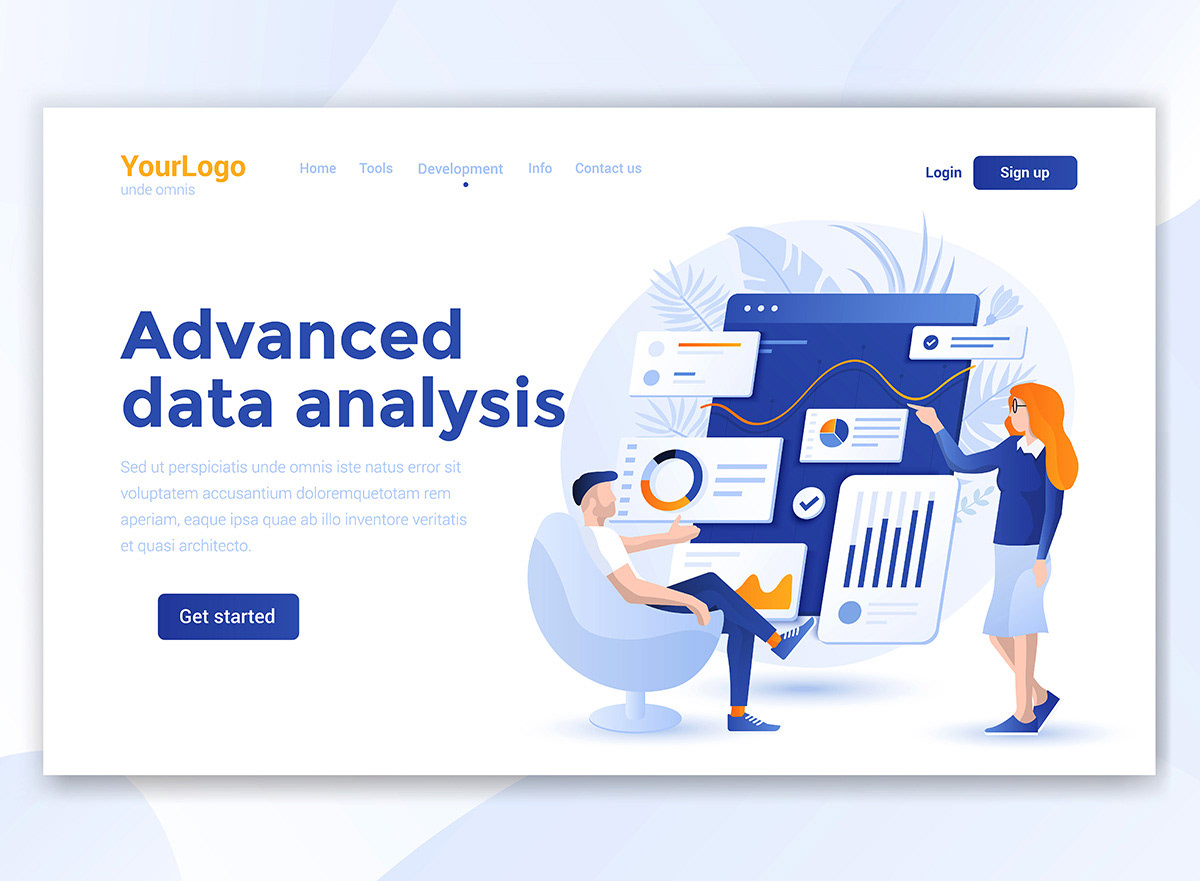 YourLogo
unde omnis
Home Tools Development Info Contact us
Login Sign up
Advanced
data analysis
Sed ut perspiciatis unde omnis iste natus error sit
voluptatem accusantium doloremquetotam rem
aperiam, eaque ipsa quae ab illo inventore veritatis
et quasi architecto.
Get started